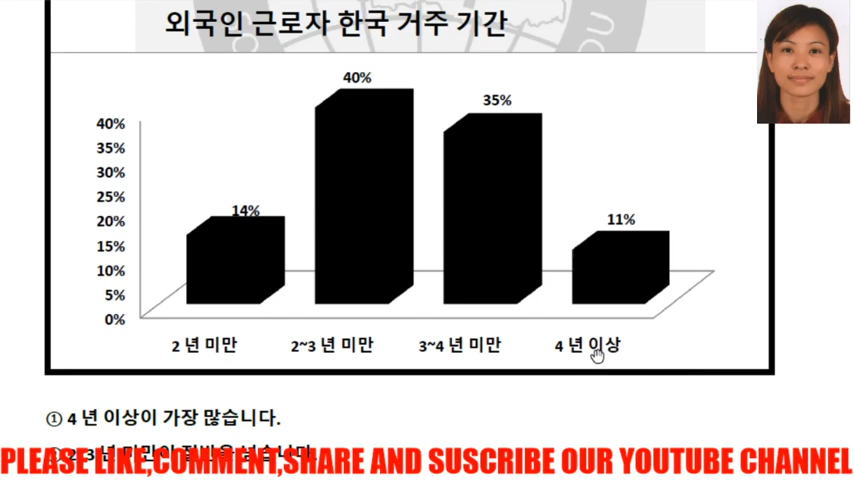 외국인 근로자 한국 거주 기간
40%
35%
14%
11%
40%
35%
30%
25%
20%
15%
10%
5%
0%
2 년 미만
2~3 년 미만
3~4 년 미만
4 년 이상
① 4 년 이상이 가장 많습니다.
PLEASE LIKE,COMMENT,SHARE AND SUSCRIBE OUR YOUTUBE CHANNEL